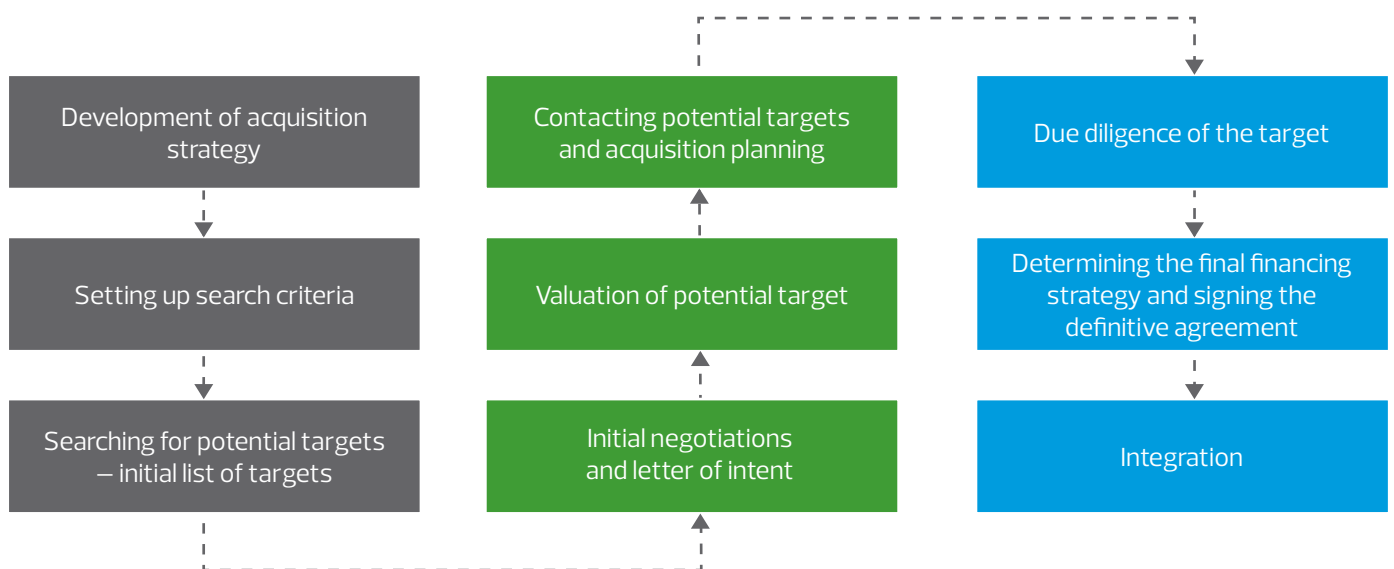 Development of acquisition
strategy
Setting up search criteria
Searching for potential targets
– initial list of targets
Initial negotiations
and letter of intent
Valuation of potential target
Contacting potential targets
and acquisition planning
Due diligence of the target
Determining the final financing
strategy and signing the
definitive agreement
Integration